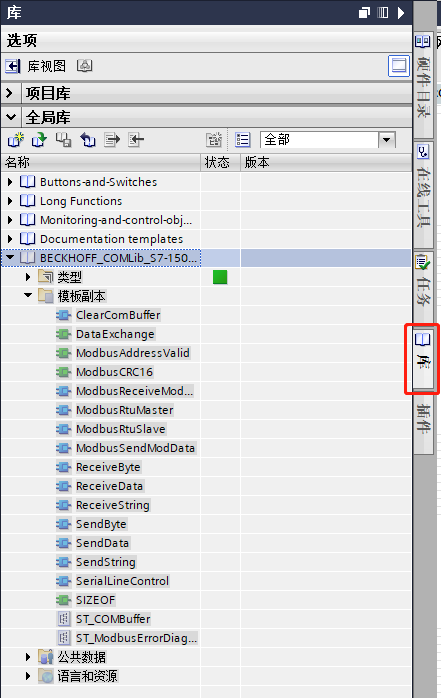 库
选项
库视图
项目库
全局库
全部
名称 状态 版本
Buttons-and-Switches
Long Functions
Monitoring-and-control-obj...
Documentation templates
BECKHOFF_COMLib_S7-150...
类型
模板副本
ClearComBuffer
DataExchange
ModbusAddressValid
ModbusCRC16
ModbusReceiveMod...
ModbusRtuMaster
ModbusRtuSlave
ModbusSendModData
ReceiveByte
ReceiveData
ReceiveString
SendByte
SendData
SendString
SerialLineControl
SIZEOF
ST_COMBuffer
ST_ModbusErrorDiag...
公共数据
语言和资源
硬件目录
在线工具
任务
库
插件